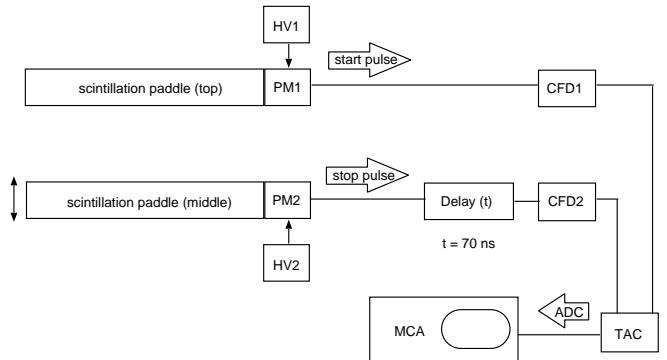 HV1
start pulse
scintillation paddle (top)
PM1
CFD1
stop pulse
scintillation paddle (middle)
PM2
Delay (t)
CFD2
t = 70 ns
HV2
ADC
MCA
TAC